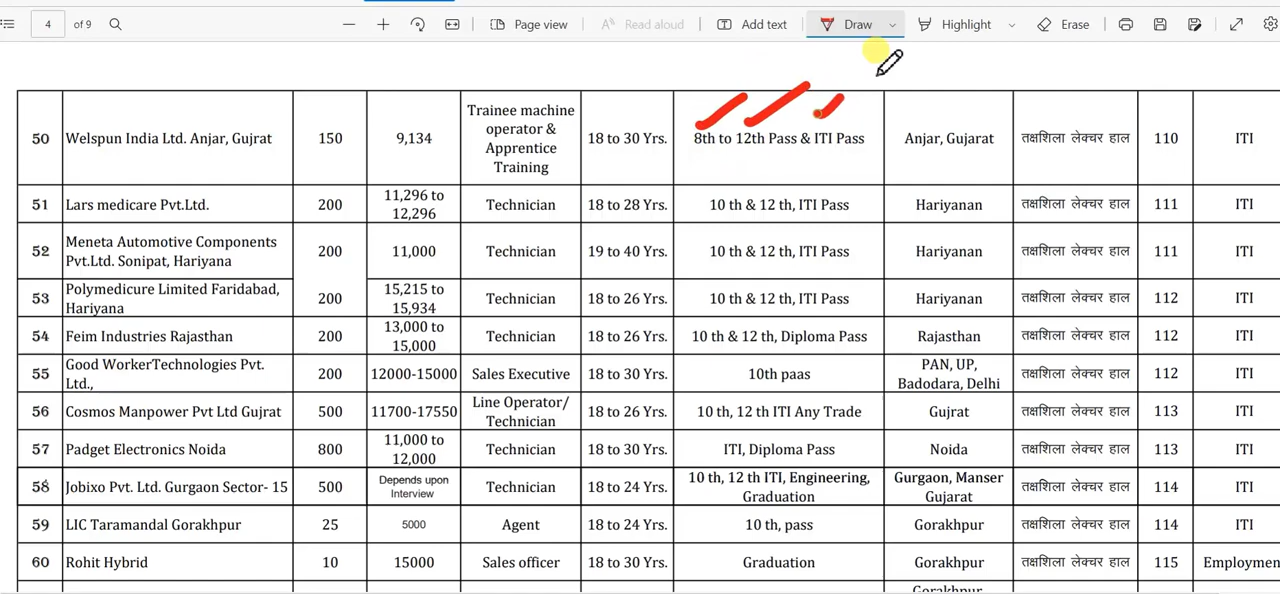 4 of 9 Page view Read aloud Add text Draw Highlight Erase
50 Welspun India Ltd. Anjar, Gujrat 150 9,134 Trainee machine operator & Apprentice Training 18 to 30 Yrs. 8th to 12th Pass & ITI Pass Anjar, Gujarat तक्षशिला लेक्चर हाल 110 ITI
51 Lars medicare Pvt.Ltd. 200 11,296 to 12,296 Technician 18 to 28 Yrs. 10 th & 12 th, ITI Pass Hariyanan तक्षशिला लेक्चर हाल 111 ITI
52 Meneta Automotive Components Pvt.Ltd. Sonipat, Hariyana 200 11,000 Technician 19 to 40 Yrs. 10 th & 12 th, ITI Pass Hariyanan तक्षशिला लेक्चर हाल 111 ITI
53 Polymedicure Limited Faridabad, Hariyana 200 15,215 to 15,934 Technician 18 to 26 Yrs. 10 th & 12 th, ITI Pass Hariyanan तक्षशिला लेक्चर हाल 112 ITI
54 Feim Industries Rajasthan 200 13,000 to 15,000 Technician 18 to 26 Yrs. 10 th & 12 th, Diploma Pass Rajasthan तक्षशिला लेक्चर हाल 112 ITI
55 Good WorkerTechnologies Pvt. Ltd., 200 12000-15000 Sales Executive 18 to 30 Yrs. 10th paas PAN, UP, Badodara, Delhi तक्षशिला लेक्चर हाल 112 ITI
56 Cosmos Manpower Pvt Ltd Gujrat 500 11700-17550 Line Operator/ Technician 18 to 26 Yrs. 10 th, 12 th ITI Any Trade Gujrat तक्षशिला लेक्चर हाल 113 ITI
57 Padget Electronics Noida 800 11,000 to 12,000 Technician 18 to 30 Yrs. ITI, Diploma Pass Noida तक्षशिला लेक्चर हाल 113 ITI
58 Jobixo Pvt. Ltd. Gurgaon Sector- 15 500 Depends upon Interview Technician 18 to 24 Yrs. 10 th, 12 th ITI, Engineering, Graduation Gurgaon, Manser Gujarat तक्षशिला लेक्चर हाल 114 ITI
59 LIC Taramandal Gorakhpur 25 5000 Agent 18 to 24 Yrs. 10 th, pass Gorakhpur तक्षशिला लेक्चर हाल 114 ITI
60 Rohit Hybrid 10 15000 Sales officer 18 to 30 Yrs. Graduation Gorakhpur तक्षशिला लेक्चर हाल 115 Employmen